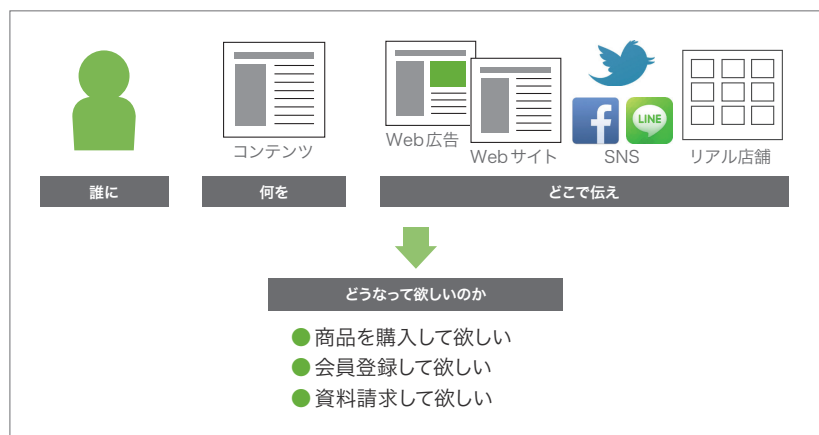 LINE
コンテンツ
Web広告
Webサイト
SNS
リアル店舗
誰に
何を
どこで伝え
どうなって欲しいのか
●商品を購入して欲しい
●会員登録して欲しい
●資料請求して欲しい